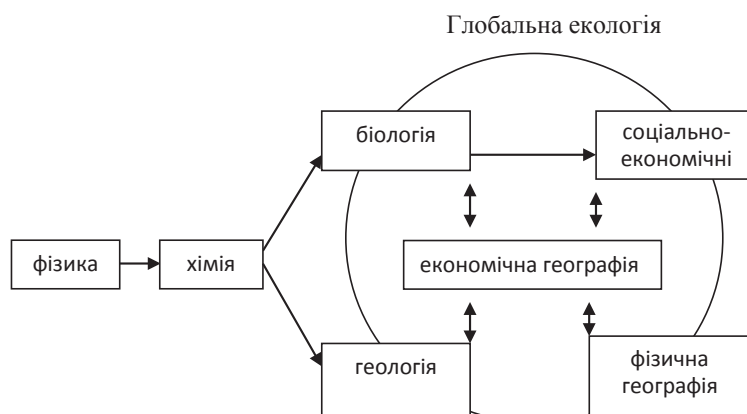 Глобальна екологія
біологія
соціально-
економічні
фізика
хімія
економічна географія
геологія
фізична
географія